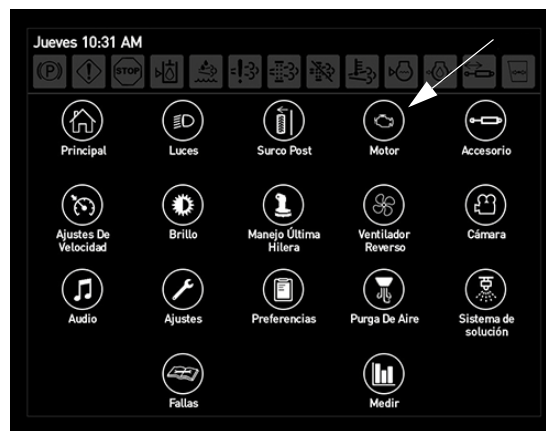 Jueves 10:31 AM
(P) STOP
Principal Luces Surco Post Motor Accesorio
Ajustes De Velocidad Brillo Manejo Última Hilera Ventilador Reverso Cámara
Audio Ajustes Preferencias Purga De Aire Sistema de solución
Fallas Medir